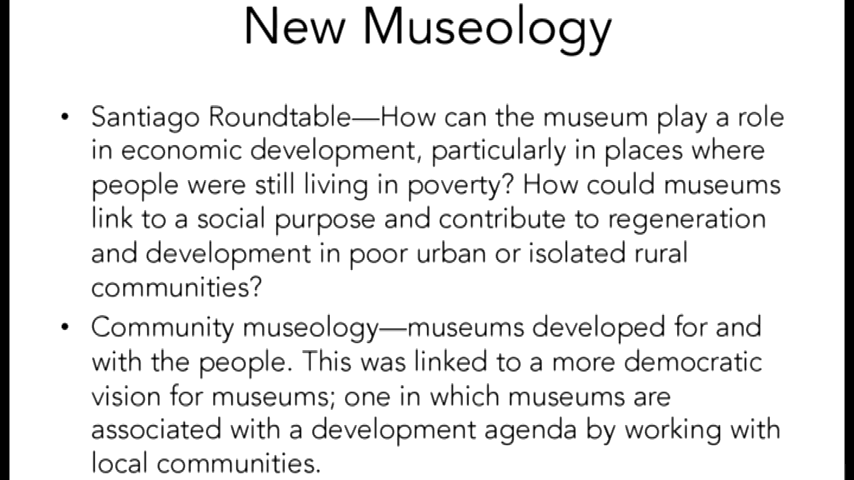 New Museology
• Santiago Roundtable—How can the museum play a role
in economic development, particularly in places where
people were still living in poverty? How could museums
link to a social purpose and contribute to regeneration
and development in poor urban or isolated rural
communities?
• Community museology—museums developed for and
with the people. This was linked to a more democratic
vision for museums; one in which museums are
associated with a development agenda by working with
local communities.